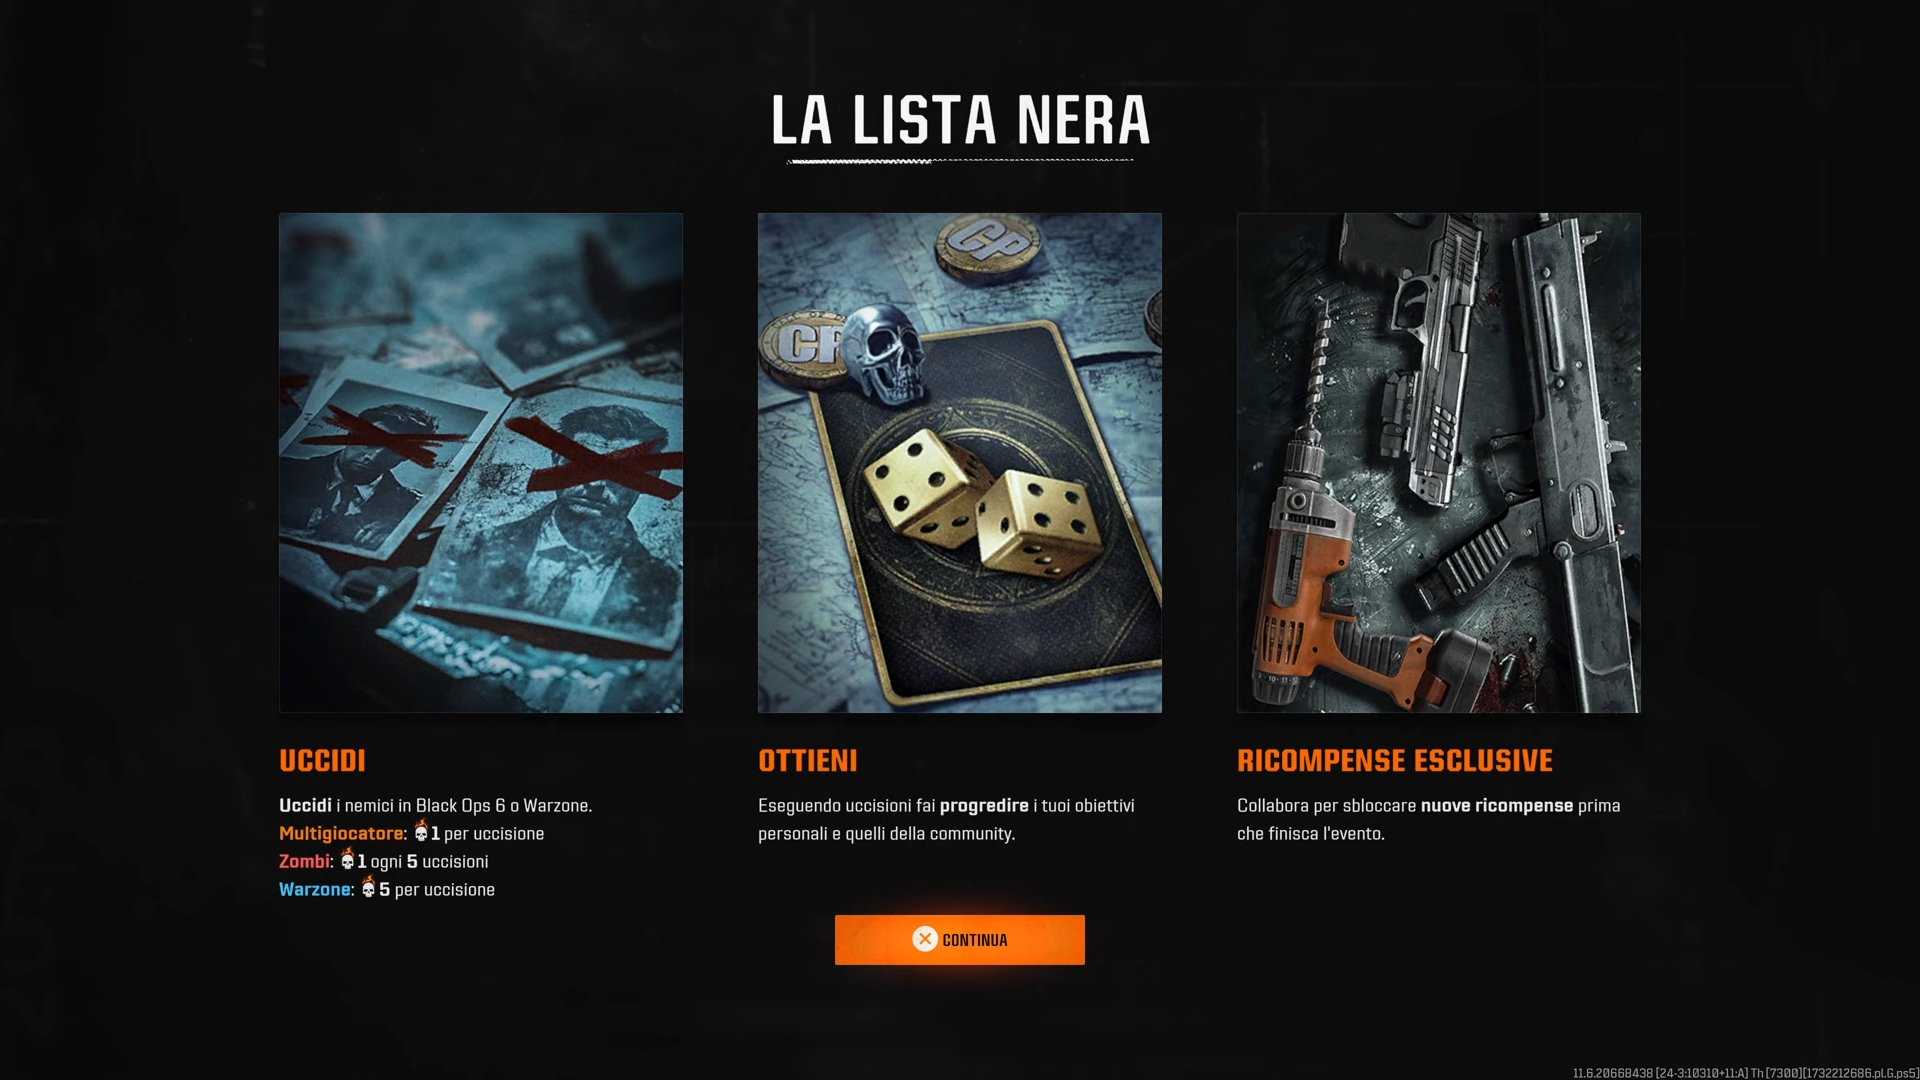 LA LISTA NERA
CP
CP
UCCIDI
Uccidi i nemici in Black Ops 6 o Warzone.
Multigiocatore: 1 per uccisione
Zombi: 1 ogni 5 uccisioni
Warzone: 5 per uccisione
OTTIENI
Eseguendo uccisioni fai progredire i tuoi obiettivi
personali e quelli della community.
RICOMPENSE ESCLUSIVE
Collabora per sbloccare nuove ricompense prima
che finisca l'evento.
CONTINUA
11.6.20668438 [24-3:10310+11:A] Th [7300][1732212686.pl.G.ps5]